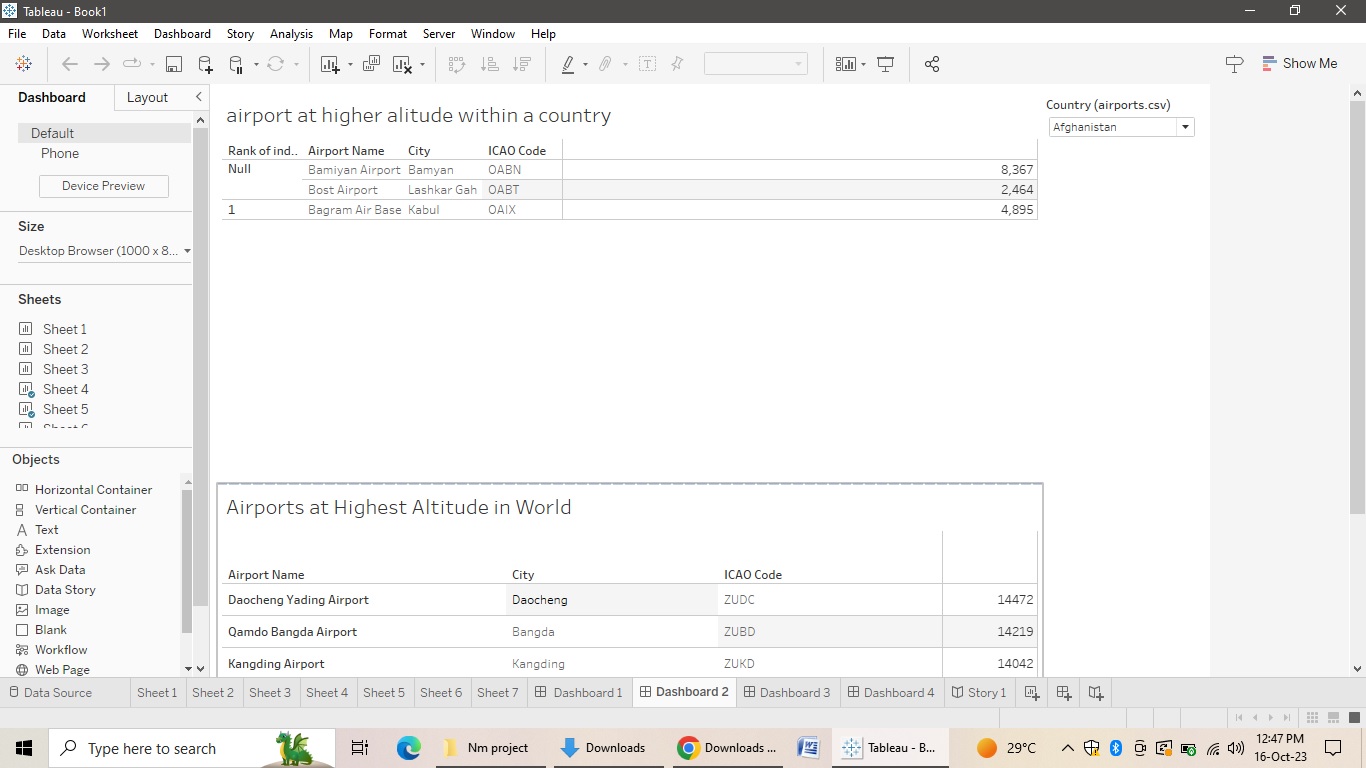 Tableau - Book1
File Data Worksheet Dashboard Story Analysis Map Format Server Window Help
Show Me
Dashboard Layout
Default
Phone
Device Preview
Size
Desktop Browser (1000 x 8...
Sheets
Sheet 1
Sheet 2
Sheet 3
Sheet 4
Sheet 5
Objects
Horizontal Container
Vertical Container
Text
Extension
Ask Data
Data Story
Image
Blank
Workflow
Web Page
airport at higher alitude within a country
Country (airports.csv)
Afghanistan
Rank of ind.. Airport Name City ICAO Code
Null Bamiyan Airport Bamyan OABN 8,367
Bost Airport Lashkar Gah OABT 2,464
1 Bagram Air Base Kabul OAIX 4,895
Airports at Highest Altitude in World
Airport Name City ICAO Code
Daocheng Yading Airport Daocheng ZUDC 14472
Qamdo Bangda Airport Bangda ZUBD 14219
Kangding Airport Kangding ZUKD 14042
Data Source Sheet 1 Sheet 2 Sheet 3 Sheet 4 Sheet 5 Sheet 6 Sheet 7 Dashboard 1 Dashboard 2 Dashboard 3 Dashboard 4 Story 1
Type here to search
Nm project
Downloads
Downloads ...
Tableau - B...
29°C
12:47 PM
16-Oct-23